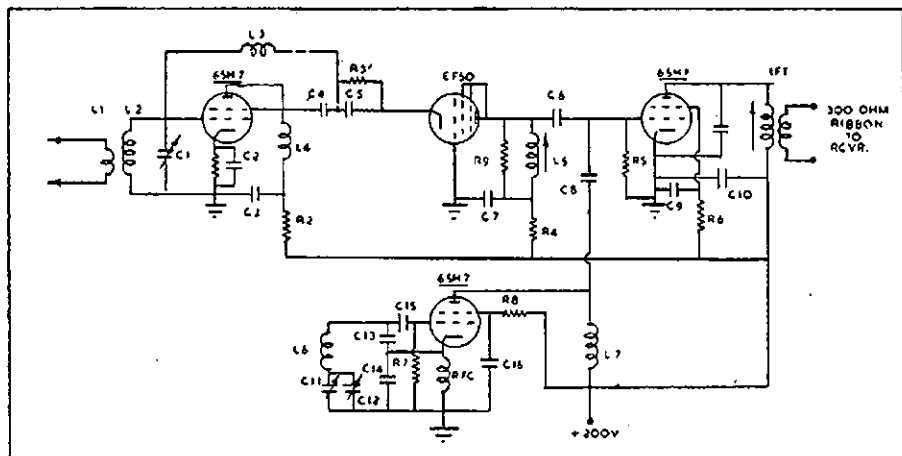 L3
6SH7
R3'
EF50
6SH7
IFT
L1
L2
C4
C5
C6
300 OHM
RIBBON
TO
RCVR.
C1
L4
R9
L5
C8
R5
C2
C10
C3
C7
C9
R2
R4
R6
6SH7
R8
C15
L6
C13
L7
C14
R7
RFC
C16
C11
C12
+200V